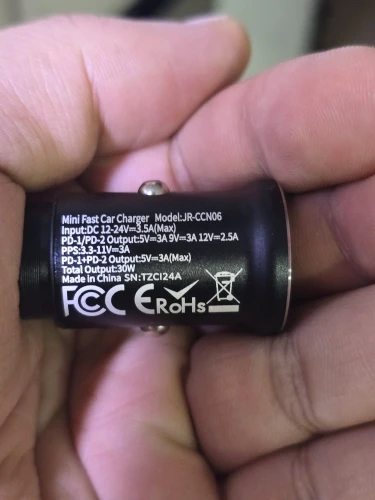 Mini Fast Car Charger Model:JR-CCN06
Input:DC 12-24V⎓3.5A(Max)
PD-1/PD-2 Output:5V⎓3A 9V⎓3A 12V⎓2.5A
PPS:3.3-11V⎓3A
PD-1+PD-2 Output:5V⎓3A(Max)
Total Output:30W
Made in China SN:TZCI24A
FCC CE RoHS